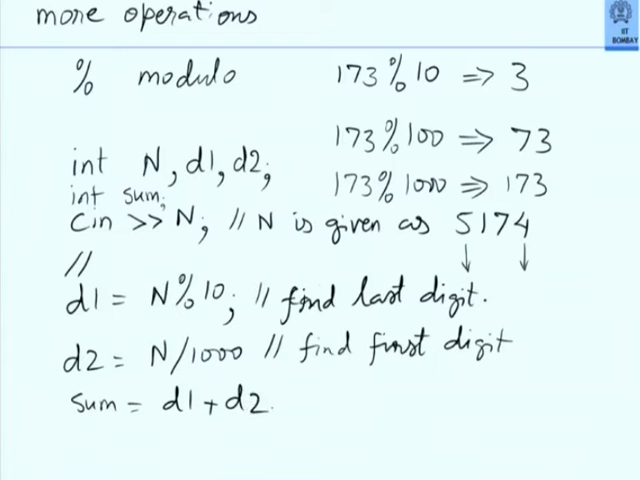 more operations
IIT
BOMBAY
% modulo 173%10 => 3
173%100 => 73
int N, d1, d2; 173%1000 => 173
int sum;
Cin >> N; // N is given as 5174
//
d1 = N%10; // find last digit.
d2 = N/1000 // find first digit
sum = d1+d2.